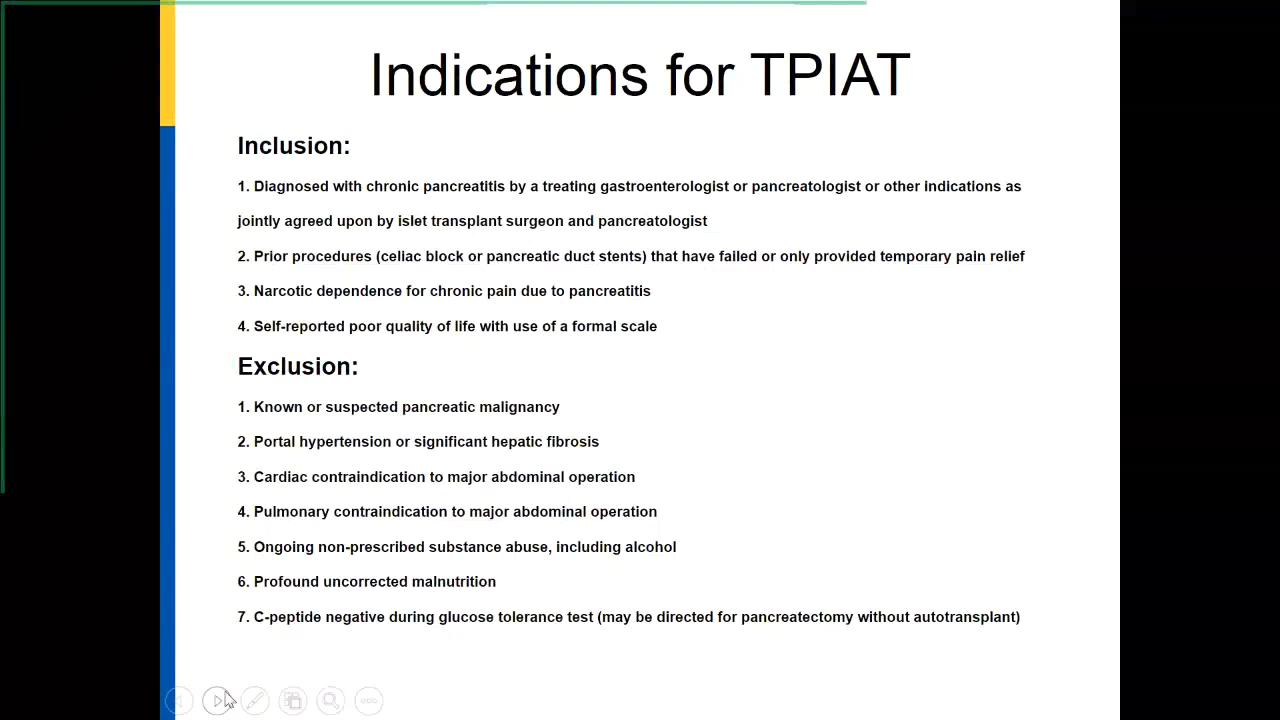 Indications for TPIAT
Inclusion:
1. Diagnosed with chronic pancreatitis by a treating gastroenterologist or pancreatologist or other indications as
jointly agreed upon by islet transplant surgeon and pancreatologist
2. Prior procedures (celiac block or pancreatic duct stents) that have failed or only provided temporary pain relief
3. Narcotic dependence for chronic pain due to pancreatitis
4. Self-reported poor quality of life with use of a formal scale
Exclusion:
1. Known or suspected pancreatic malignancy
2. Portal hypertension or significant hepatic fibrosis
3. Cardiac contraindication to major abdominal operation
4. Pulmonary contraindication to major abdominal operation
5. Ongoing non-prescribed substance abuse, including alcohol
6. Profound uncorrected malnutrition
7. C-peptide negative during glucose tolerance test (may be directed for pancreatectomy without autotransplant)